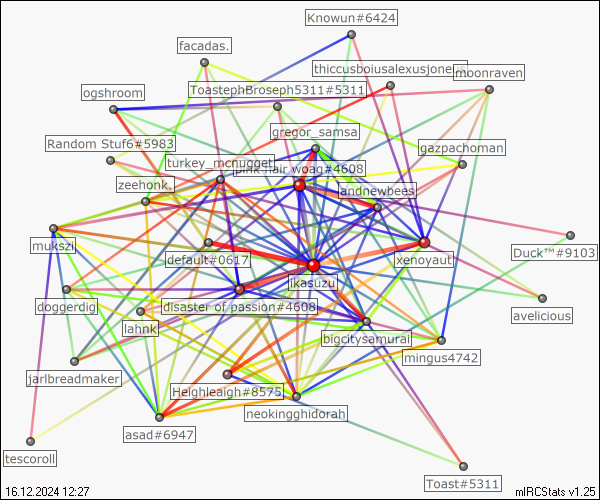 Knowun#6424
facadas.
thiccusboiusalexusjones
moonraven
ToastephBroseph5311#5311
ogshroom
gregor_samsa
Random Stuf6#5983
gazpachoman
turkey_mcnugget
pink hair woag#4608
zeehonk.
andnewbees
mukszi
Duck™#9103
default#0617
xenoyaut
ikasuzu
doggerdig
disaster of passion#4608
avelicious
lahnk
bigcitysamurai
mingus4742
jarlbreadmaker
Heighleaigh#8575
neokingghidorah
asad#6947
tescoroll
Toast#5311
16.12.2024 12:27
mIRCStats v1.25